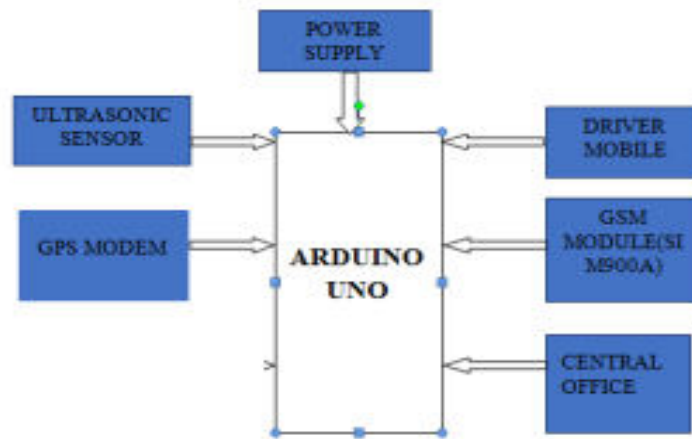 POWER
SUPPLY
ULTRASONIC
SENSOR
DRIVER
MOBILE
GPS MODEM
ARDUINO
UNO
GSM
MODULE(SI
M900A)
CENTRAL
OFFICE